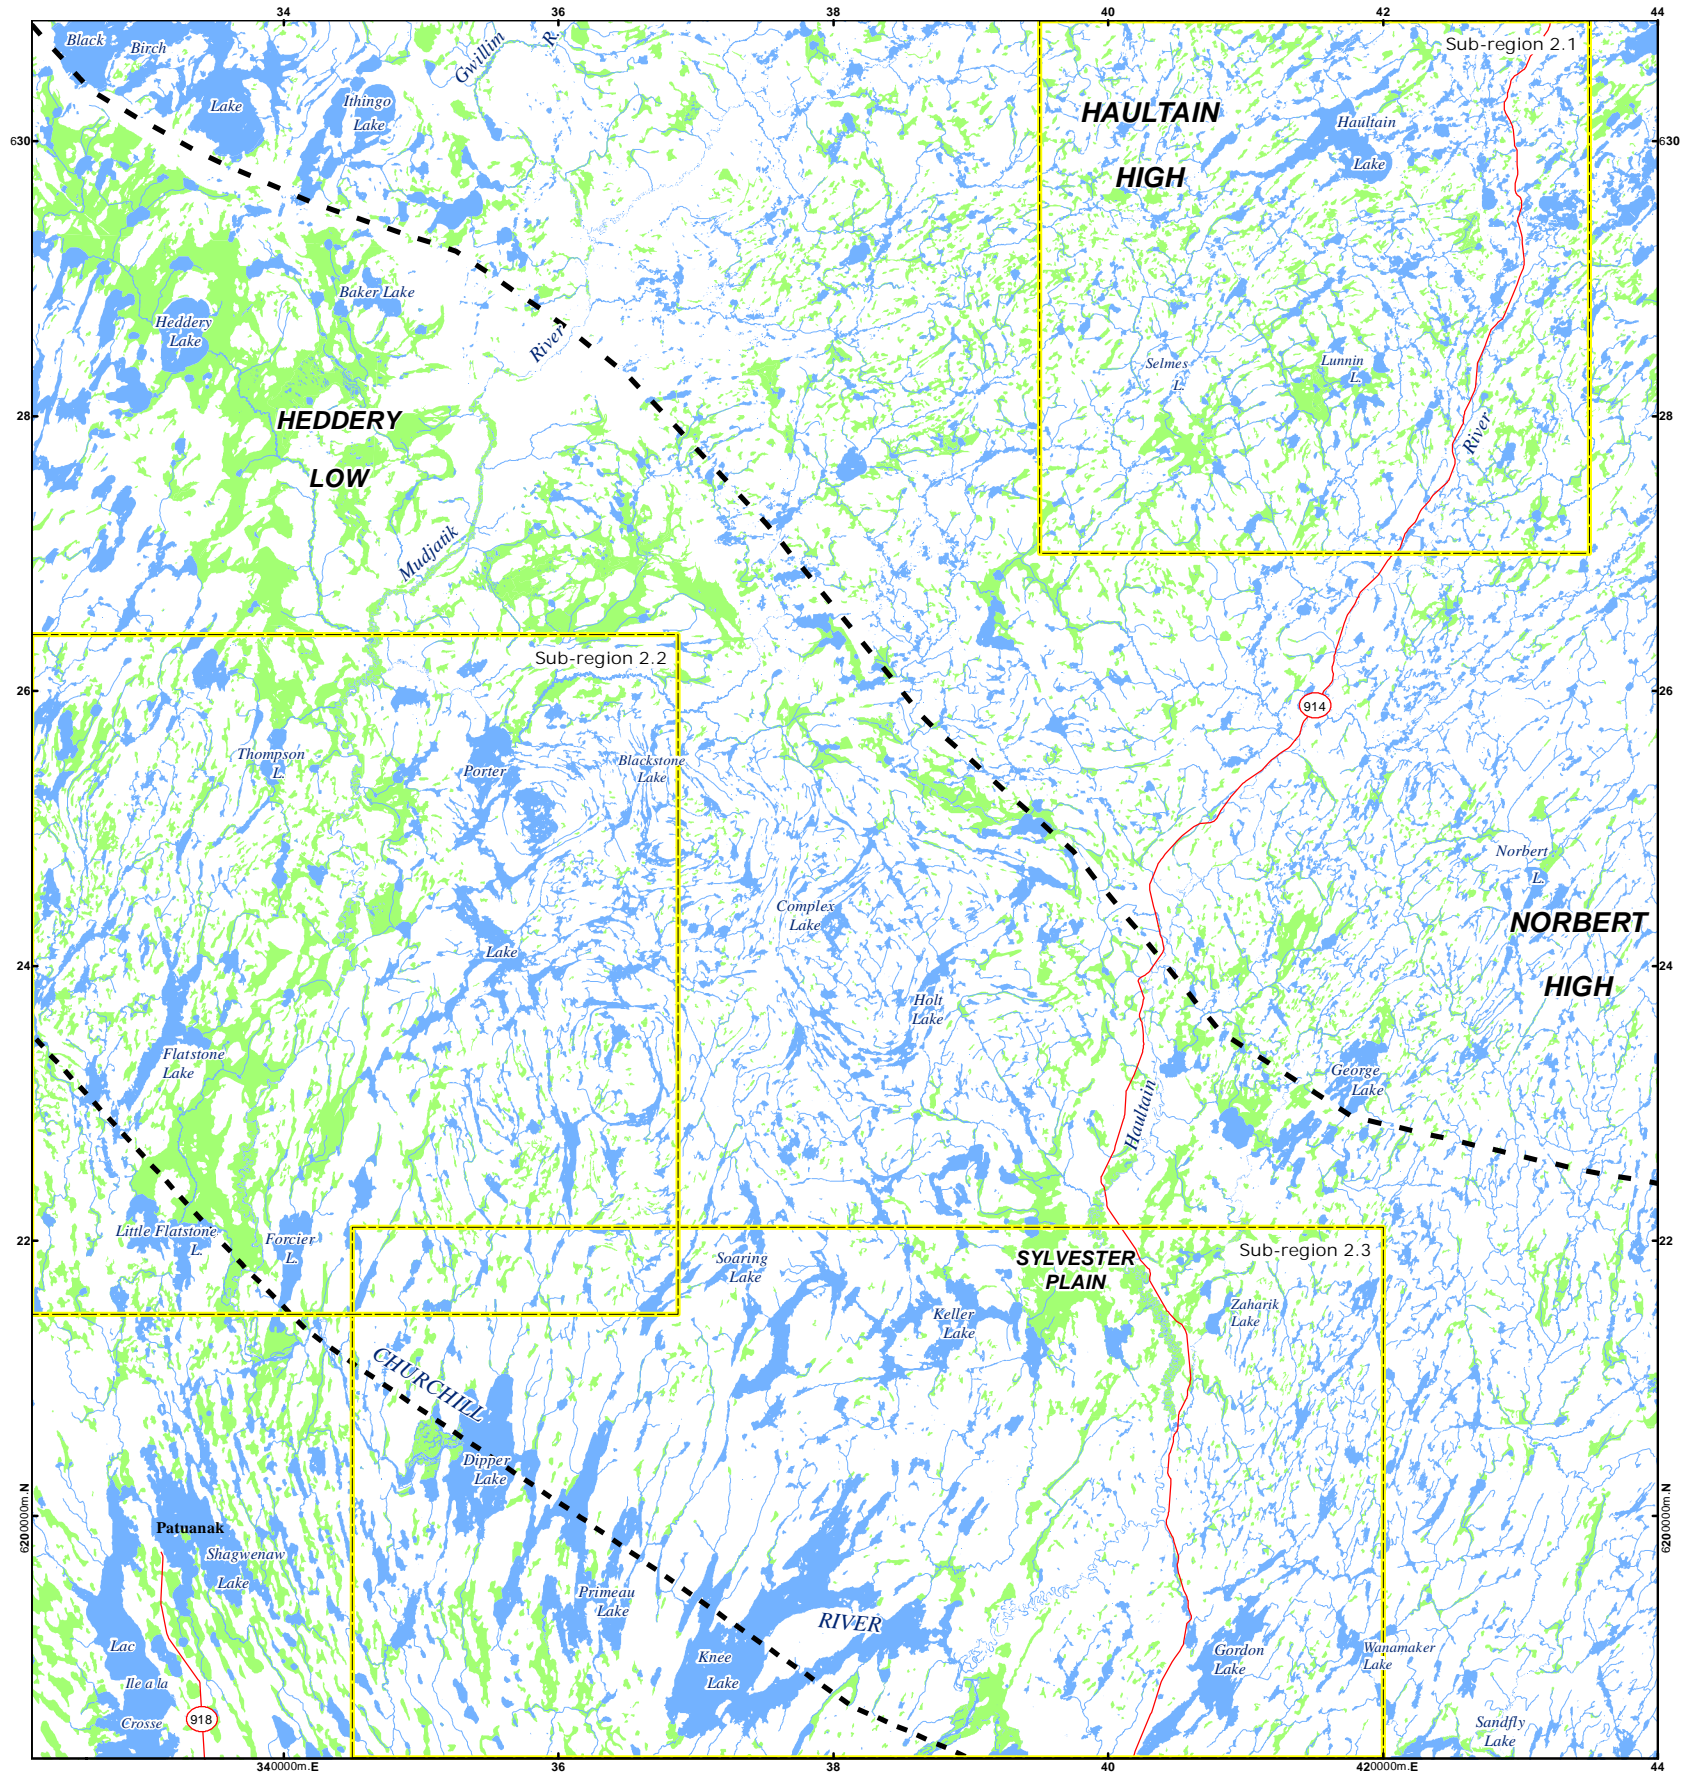 34
36
38
40
42
44
Black
Birch
Lake
Ithingo
Lake
Gwillim
R.
Sub-region 2.1
HAULTAIN
HIGH
Haultain
Lake
630
630
Baker Lake
Heddery
Lake
River
Selmes
L.
Lunnin
L.
River
28
28
HEDDERY
LOW
Mudjatik
Sub-region 2.2
26
26
914
Thompson
L.
Porter
Blackstone
Lake
Norbert
L.
Complex
Lake
NORBERT
HIGH
Lake
24
24
Holt
Lake
Flatstone
Lake
George
Lake
Haultain
Little Flatstone
L.
Forcier
L.
22
22
Soaring
Lake
SYLVESTER
PLAIN
Sub-region 2.3
Keller
Lake
Zaharik
Lake
CHURCHILL
Dipper
Lake
6200000m.N
6200000m.N
Patuanak
Shagwenaw
Lake
Primeau
Lake
RIVER
Knee
Lake
Gordon
Lake
Wanamaker
Lake
Lac
Ile a la
Crosse
918
Sandfly
Lake
340000m.E
36
38
40
420000m.E
44